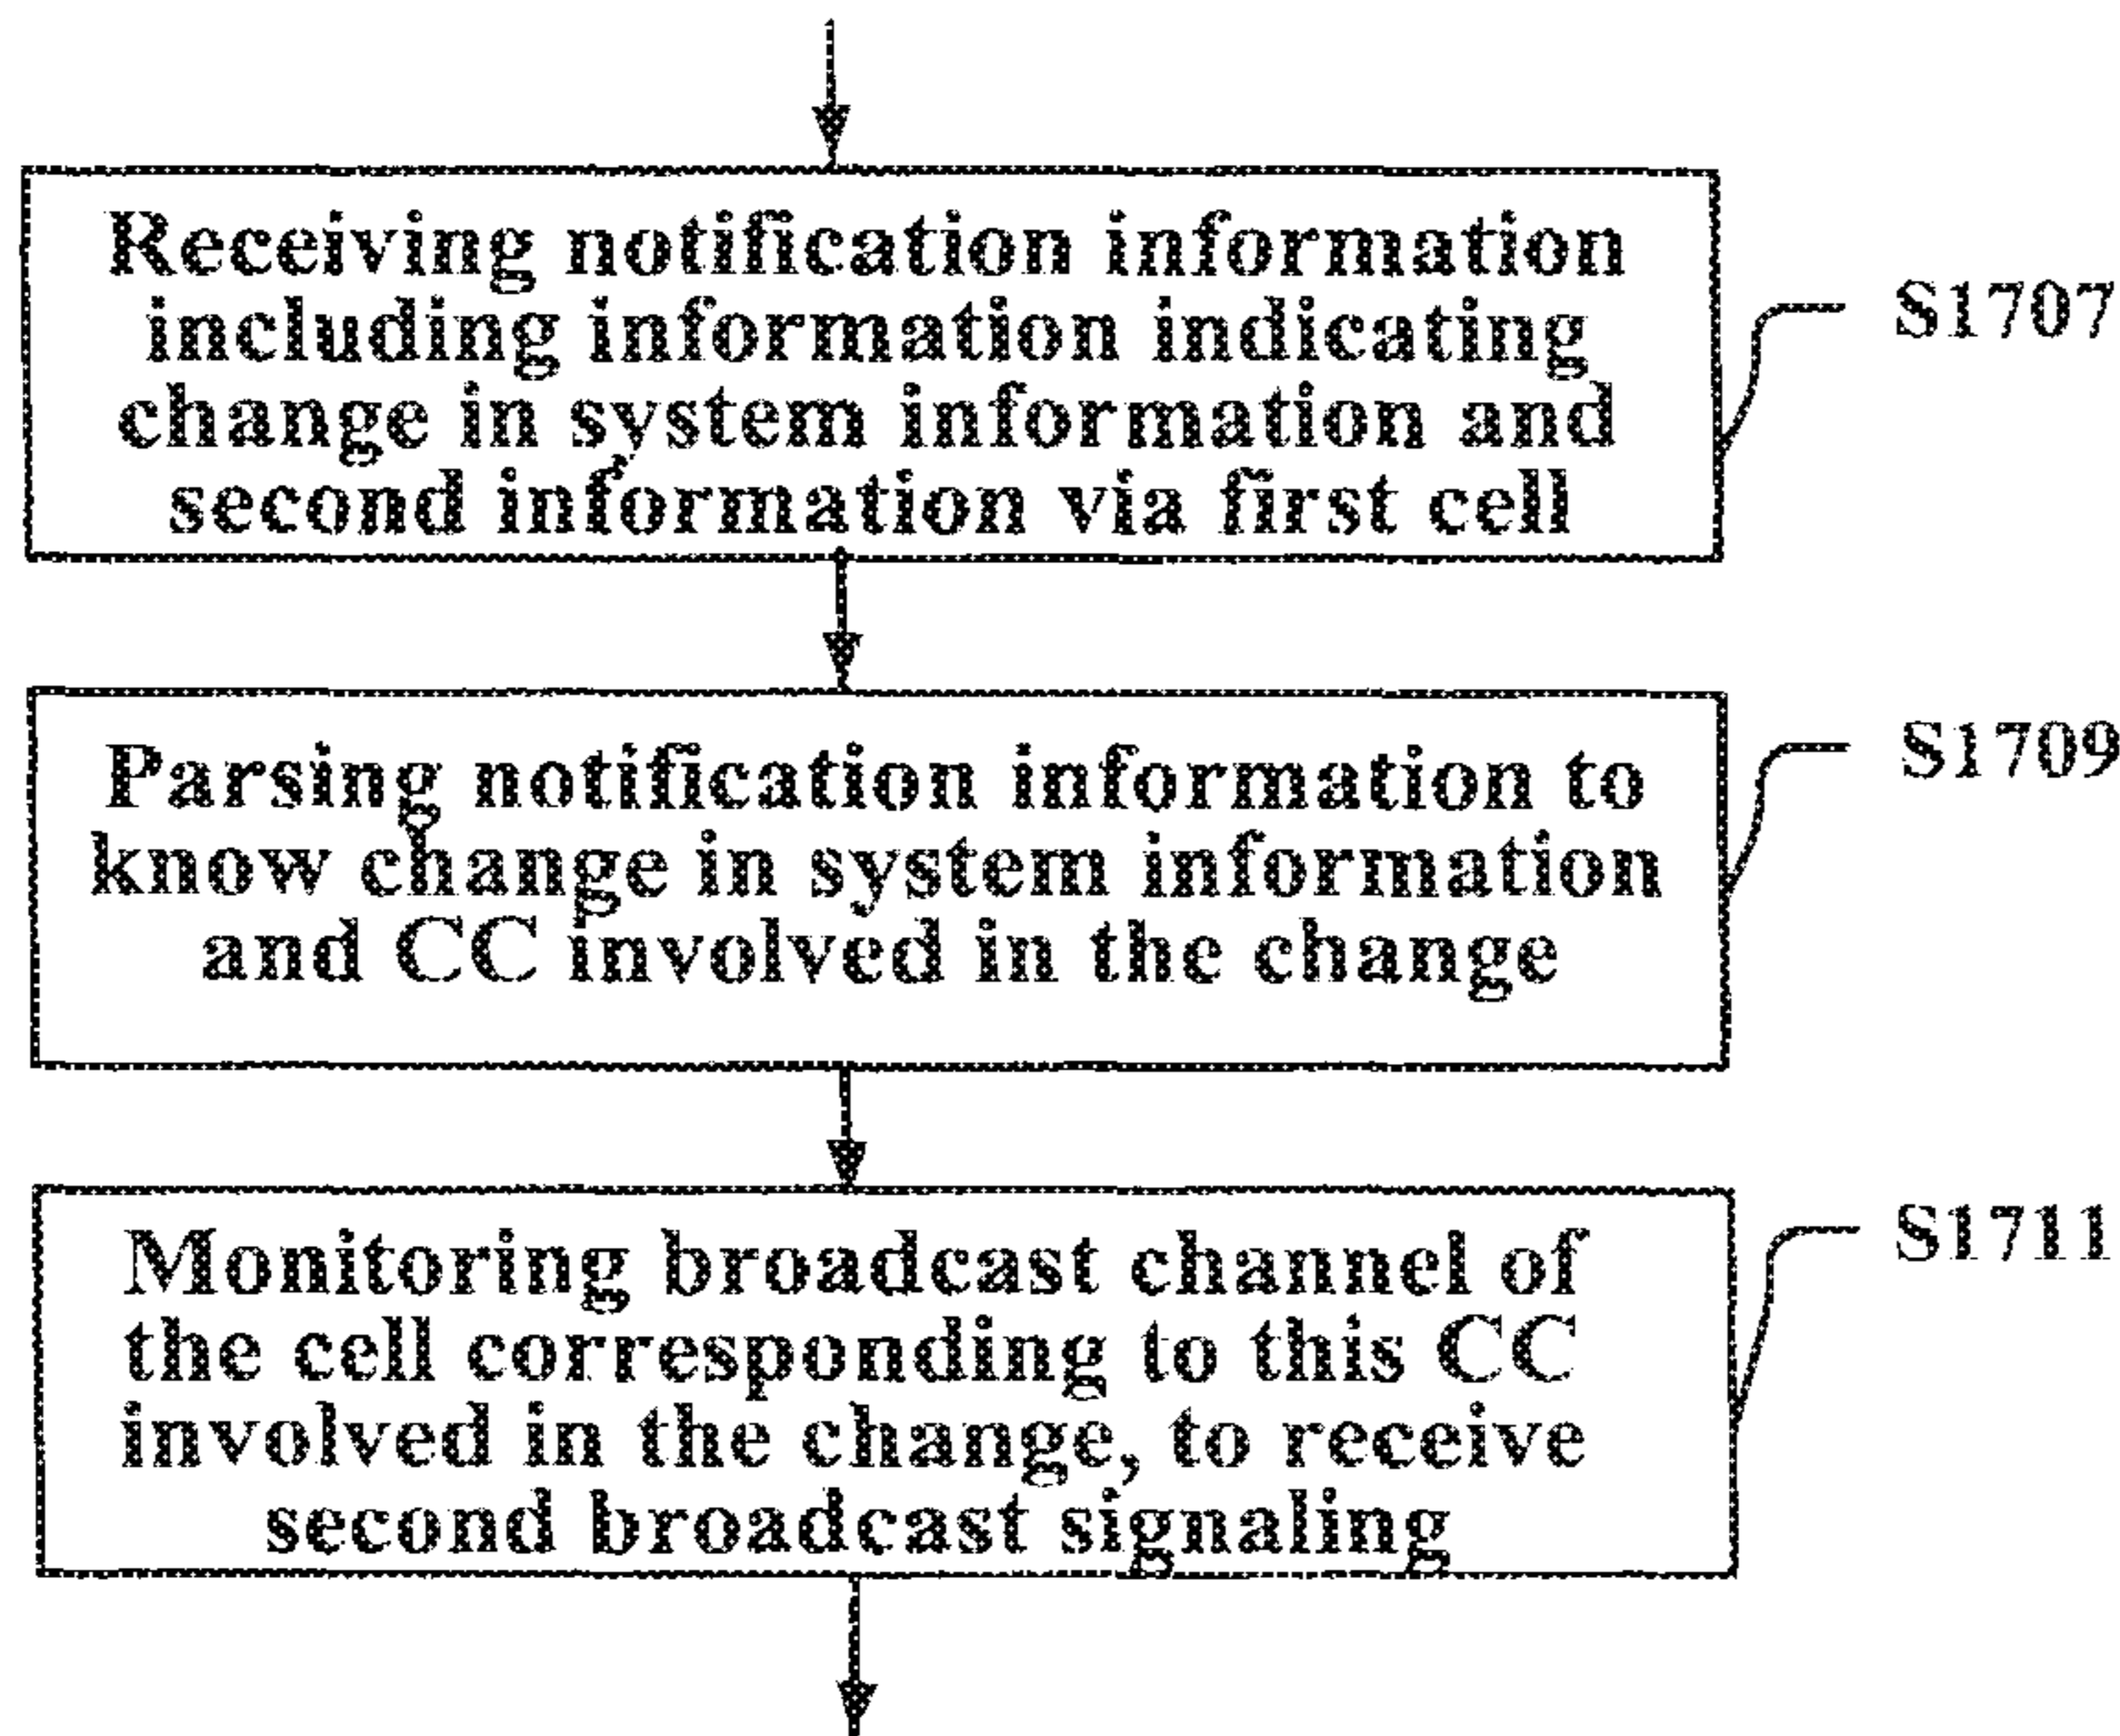 Receiving notification information
including information indicating
change in system information and
second information via first cell
S1707
Parsing notification information to
know change in system information
and CC involved in the change
S1709
Monitoring broadcast channel of
the cell corresponding to this CC
involved in the change, to receive
second broadcast signaling
S1711